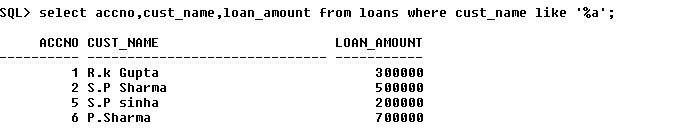 SQL> select accno,cust_name,loan_amount from loans where cust_name like '%a';
ACCNO CUST_NAME LOAN_AMOUNT
---------- ------------------------------ -----------
1 R.k Gupta 300000
2 S.P Sharma 500000
5 S.P sinha 200000
6 P.Sharma 700000